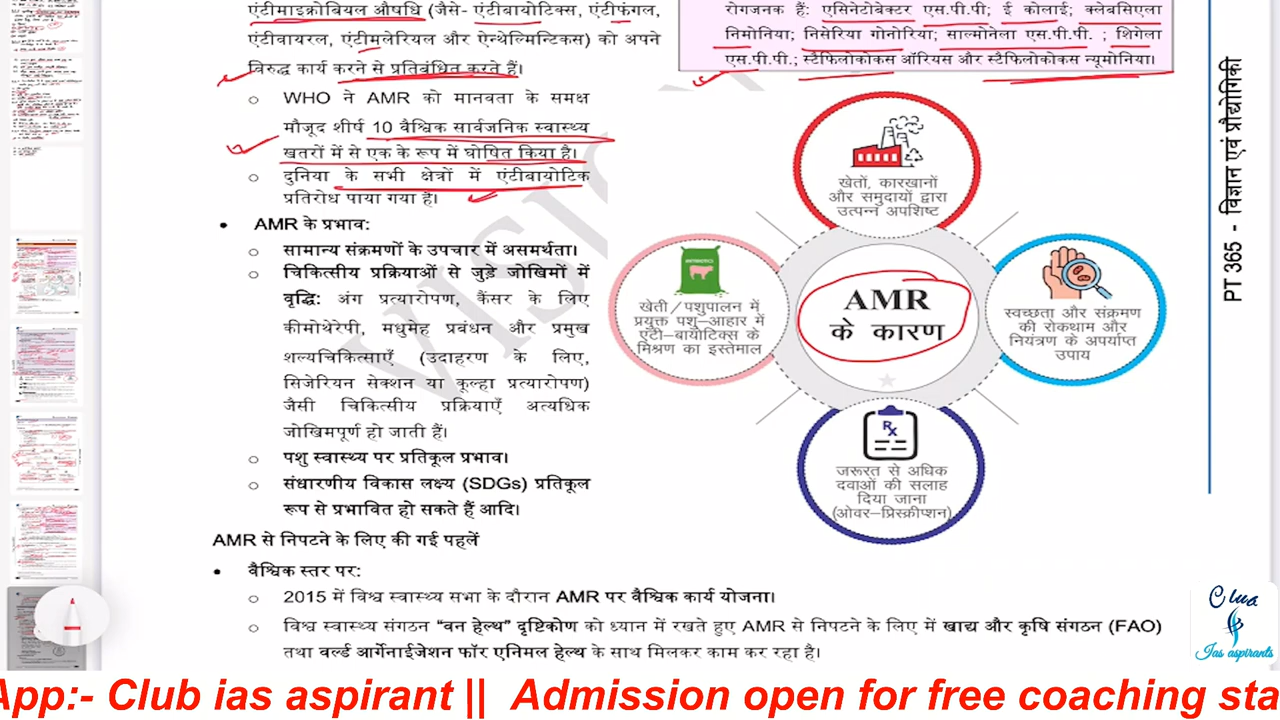 एंटीमाइक्रोवियल औषधि (जैसे- एंटीबायोटिक्स, एंटीफंगल,
एंटीवायरल, एंटीमलेरियल और ऐन्थेल्मिन्टिक्स) को अपने
विरुद्ध कार्य करने से प्रतिबंधित करते हैं।
○ WHO ने AMR को मानवता के समक्ष
मौजूद शीर्ष 10 वैश्विक सार्वजनिक स्वास्थ्य
खतरों में से एक के रूप में घोषित किया है।
○ दुनिया के सभी क्षेत्रों में एंटीबायोटिक
प्रतिरोध पाया गया है।
• AMR के प्रभाव:
○ सामान्य संक्रमणों के उपचार में असमर्थता।
○ चिकित्सीय प्रक्रियाओं से जुड़े जोखिमों में
वृद्धि: अंग प्रत्यारोपण, कैंसर के लिए
कीमोथेरेपी, मधुमेह प्रबंधन और प्रमुख
शल्यचिकित्साएँ (उदाहरण के लिए,
सिजेरियन सेक्शन या कूल्हा प्रत्यारोपण)
जैसी चिकित्सीय प्रक्रियाएँ अत्यधिक
जोखिमपूर्ण हो जाती हैं।
○ पशु स्वास्थ्य पर प्रतिकूल प्रभाव।
○ संधारणीय विकास लक्ष्य (SDGs) प्रतिकूल
रूप से प्रभावित हो सकते हैं आदि।
रोगजनक हैं: एसिनेटोबेक्टर एस.पी.पी; ई कोलाई; क्लेबसिएला
निमोनिया; निसेरिया गोनोरिया; साल्मोनेला एस.पी.पी. ; शिगेला
एस.पी.पी.; स्टैफिलोकोकस ऑरियस और स्टैफिलोकोकस न्यूमोनिया।
खेतों, कारखानों
और समुदायों द्वारा
उत्पन्न अपशिष्ट
ANTIBIOTICS
खेती/पशुपालन में
प्रयुक्त पशु-आहार में
एंटी-बायोटिक्स के
मिश्रण का इस्तेमाल
AMR
के कारण
स्वच्छता और संक्रमण
की रोकथाम और
नियंत्रण के अपर्याप्त
उपाय
Rx
जरूरत से अधिक
दवाओं की सलाह
दिया जाना
(ओवर-प्रिस्क्रीप्शन)
AMR से निपटने के लिए की गई पहलें
• वैश्विक स्तर पर:
○ 2015 में विश्व स्वास्थ्य सभा के दौरान AMR पर वैश्विक कार्य योजना।
○ विश्व स्वास्थ्य संगठन "वन हेल्थ" दृष्टिकोण को ध्यान में रखते हुए AMR से निपटने के लिए में खाद्य और कृषि संगठन (FAO)
तथा वर्ल्ड आर्गेनाईजेशन फॉर एनिमल हेल्थ के साथ मिलकर काम कर रहा है।
PT 365 - विज्ञान एवं प्रौद्योगिकी
VISIO
Club
Ias aspirants
App:- Club ias aspirant || Admission open for free coaching sta